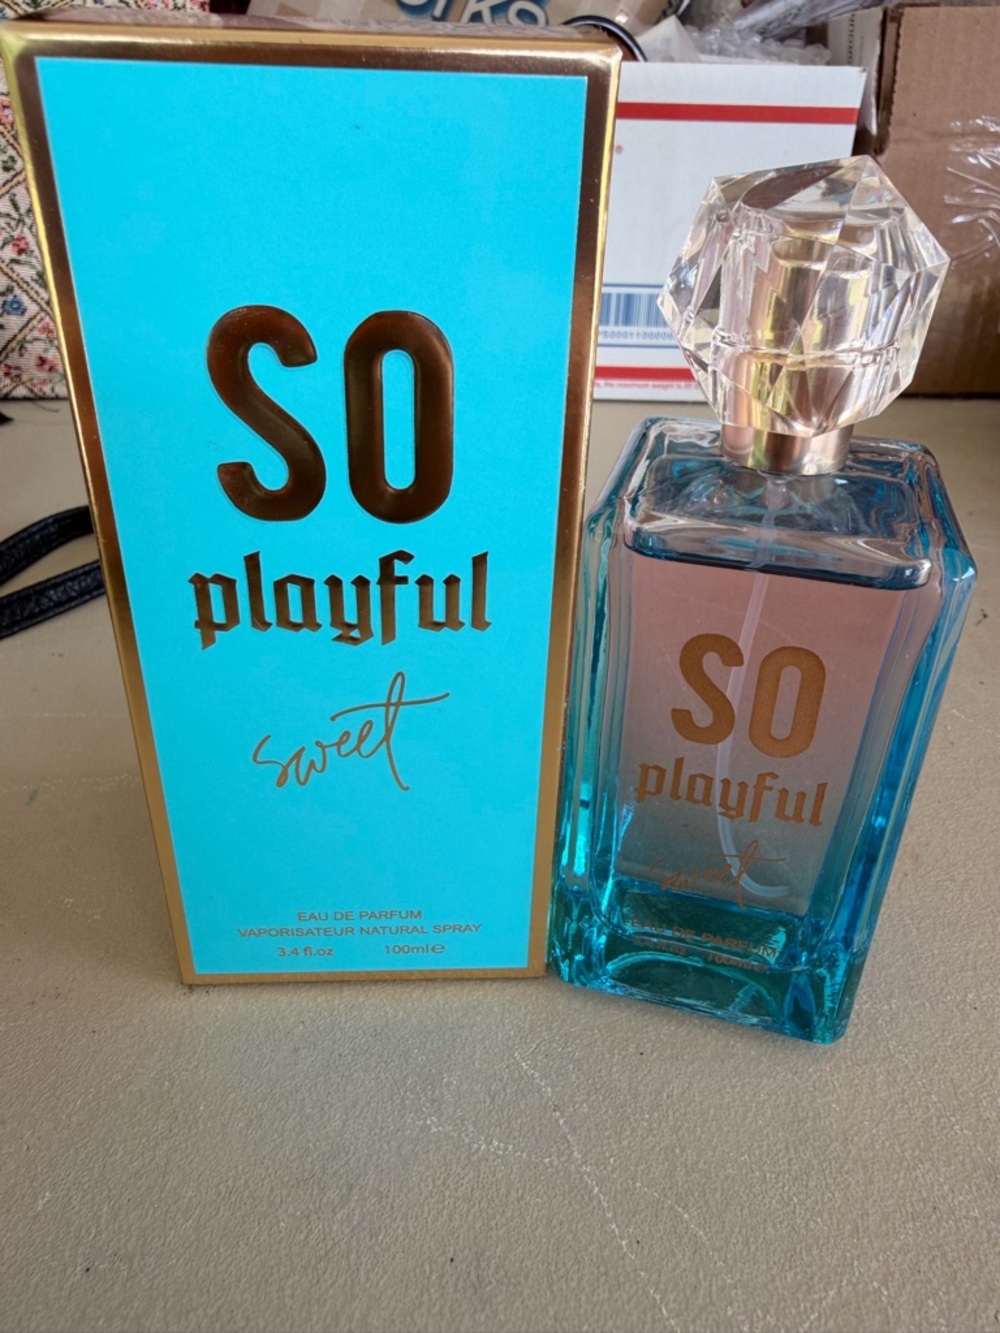 SO
playful
sweet
EAU DE PARFUM
VAPORISATEUR NATURAL SPRAY
3.4 fl.oz 100ml℮
SO
playful
sweet
EAU DE PARFUM